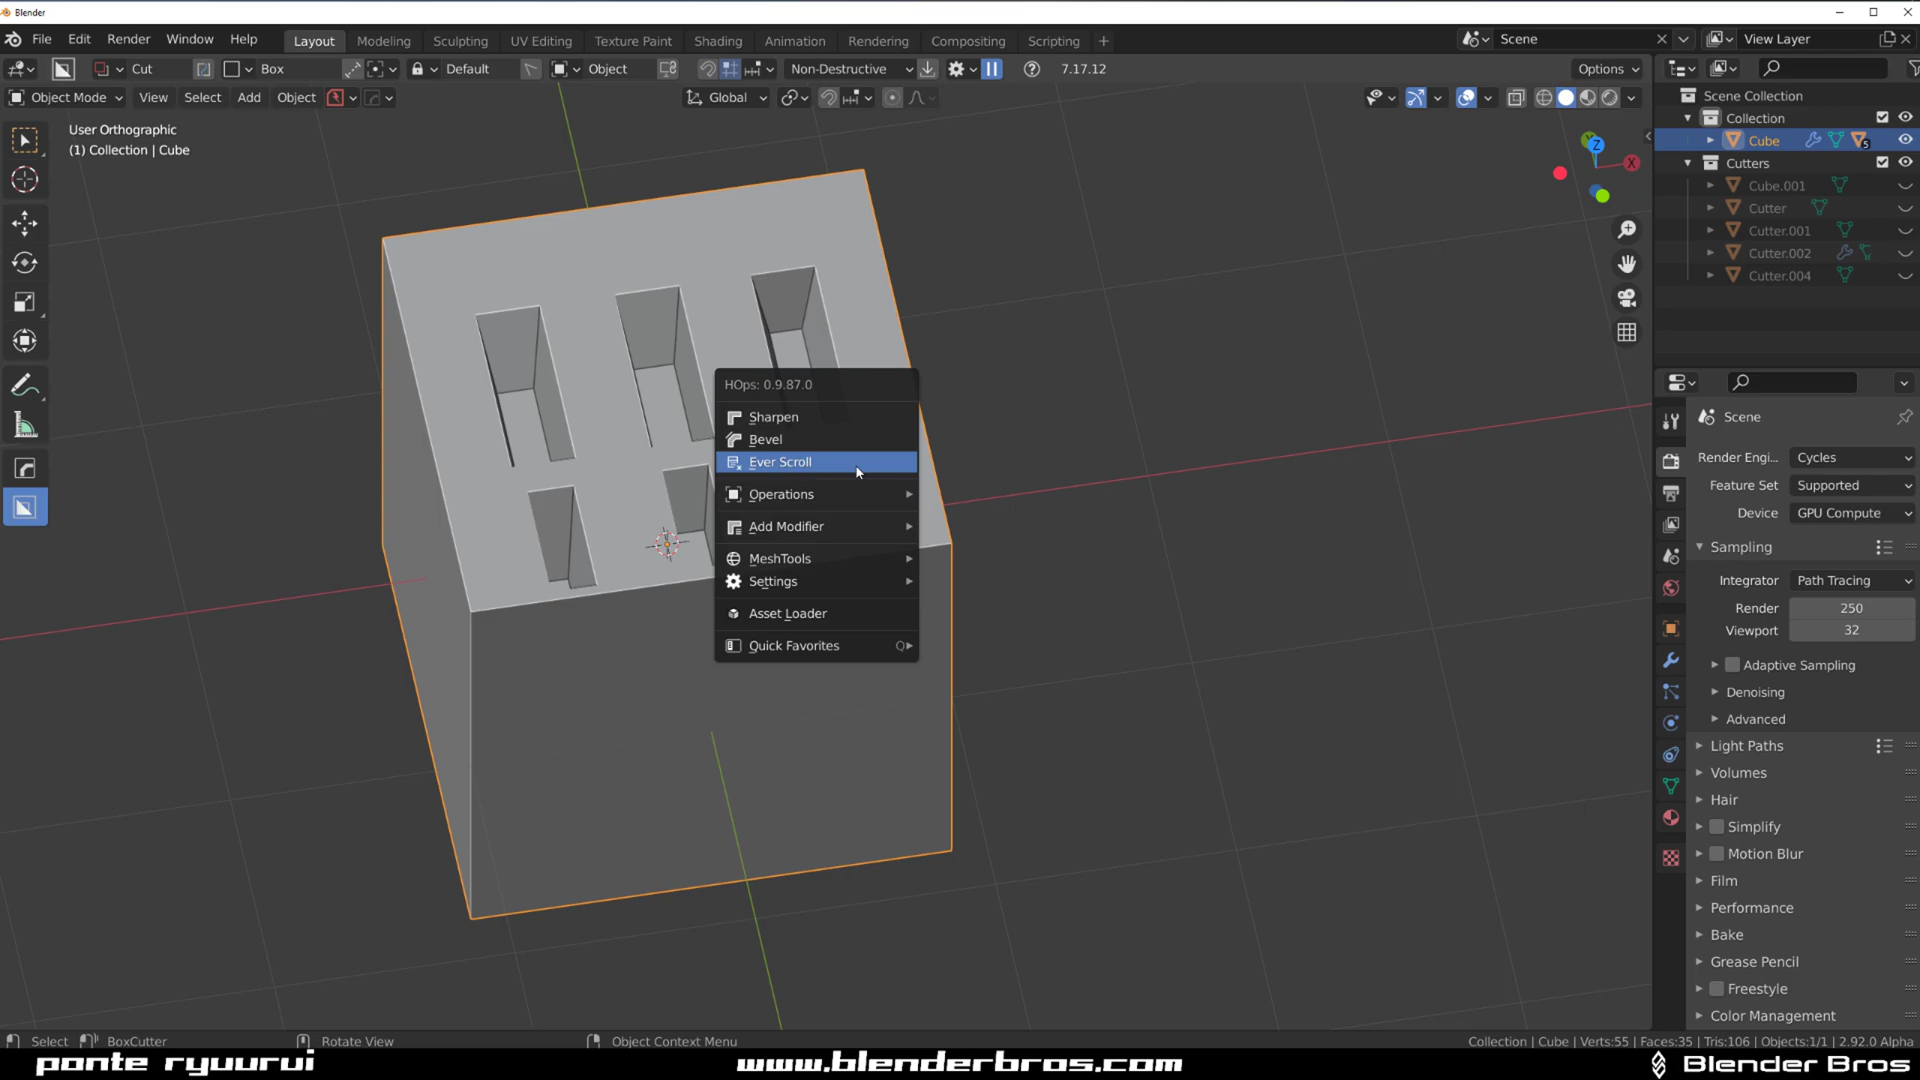 Blender
File Edit Render Window Help Layout Modeling Sculpting UV Editing Texture Paint Shading Animation Rendering Compositing Scripting + Scene View Layer
Cut Box Default Object Non-Destructive 7.17.12 Options
Object Mode View Select Add Object Global
User Orthographic
(1) Collection | Cube
Z
X
Scene Collection
Collection
Cube 5
Cutters
Cube.001
Cutter
Cutter.001
Cutter.002
Cutter.004
HOps: 0.9.87.0
Sharpen
Bevel
Ever Scroll
Operations
Add Modifier
MeshTools
Settings
Asset Loader
Quick Favorites Q
Scene
Render Engi... Cycles
Feature Set Supported
Device GPU Compute
Sampling
Integrator Path Tracing
Render 250
Viewport 32
Adaptive Sampling
Denoising
Advanced
Light Paths
Volumes
Hair
Simplify
Motion Blur
Film
Performance
Bake
Grease Pencil
Freestyle
Color Management
Select BoxCutter Rotate View Object Context Menu Collection | Cube | Verts:55 | Faces:35 | Tris:106 | Objects:1/1 | 2.92.0 Alpha
ponte ryuurui www.blenderbros.com Blender Bros